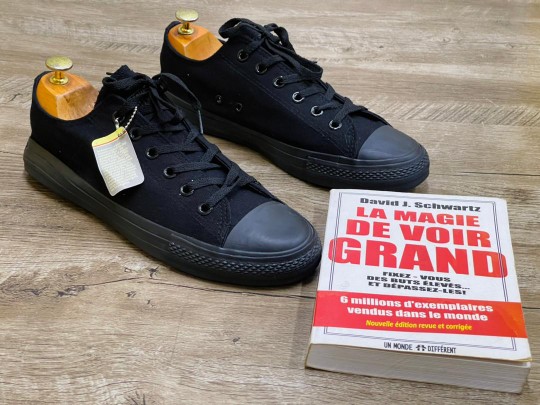 David J. Schwartz
LA MAGIE
DE VOIR
GRAND
FIXEZ - VOUS
DES BUTS ÉLEVÉS...
ET DÉPASSEZ-LES!
6 millions d'exemplaires
vendus dans le monde
Nouvelle édition revue et corrigée
UN MONDE DIFFÉRENT